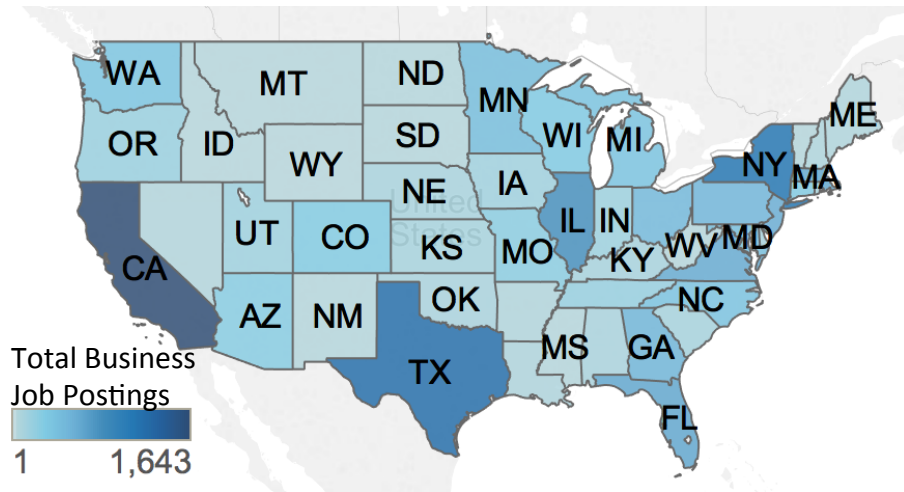 WA
MT
ND
MN
ME
OR
ID
SD
WI
MI
NY
WY
MA
NE
IA
United
States
UT
CO
KS
MO
IL
IN
WV
MD
KY
CA
AZ
NM
OK
NC
TX
MS
GA
FL
Total Business
Job Postings
1 1,643